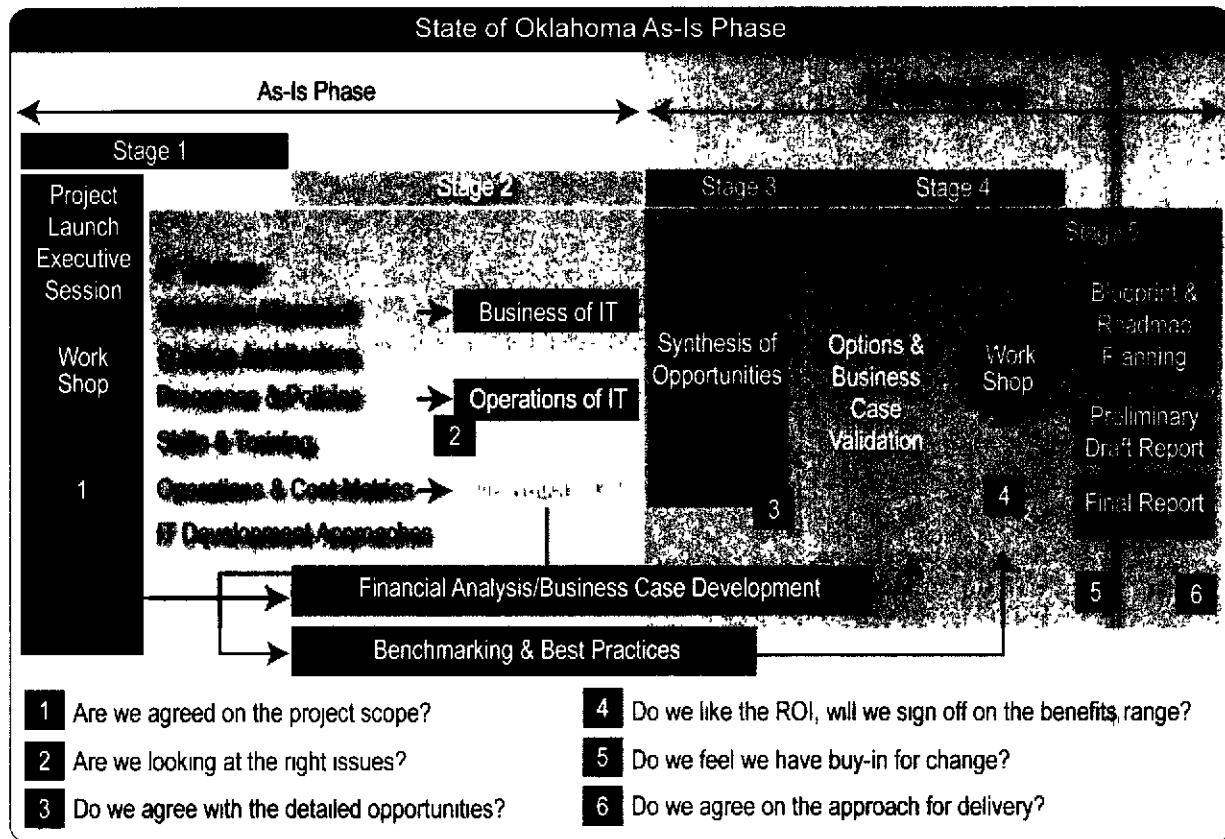 State of Oklahoma As-Is Phase
As-Is Phase
Stage 1
Stage 2
Stage 3
Stage 4
Stage 5
Project
Launch
Executive
Session
Work
Shop
1
Processes & Policies
Skills & Training
Operations & Cost Metrics
IT Development Approaches
Business of IT
Operations of IT
2
Synthesis of
Opportunities
3
Options &
Business
Case
Validation
Work
Shop
4
Blueprint &
Roadmap
Planning
Preliminary
Draft Report
Final Report
5
6
Financial Analysis/Business Case Development
Benchmarking & Best Practices
1 Are we agreed on the project scope?
2 Are we looking at the right issues?
3 Do we agree with the detailed opportunities?
4 Do we like the ROI, will we sign off on the benefits range?
5 Do we feel we have buy-in for change?
6 Do we agree on the approach for delivery?